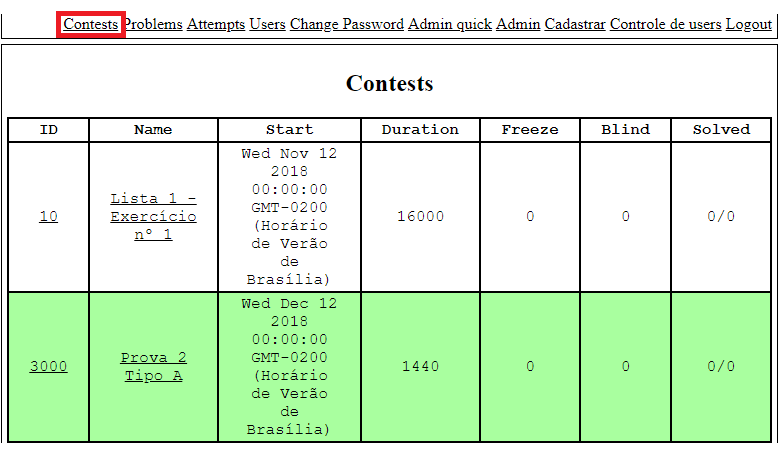 Contests Problems Attempts Users Change Password Admin quick Admin Cadastrar Controle de users Logout
Contests
ID Name Start Duration Freeze Blind Solved
Wed Nov 12
2018
00:00:00
GMT-0200
(Horário
de Verão
de
Brasília)
10
Lista 1 -
Exercício
nº 1
16000
0
0
0/0
Wed Dec 12
2018
00:00:00
GMT-0200
(Horário
de Verão
de
Brasília)
3000
Prova 2
Tipo A
1440
0
0
0/0